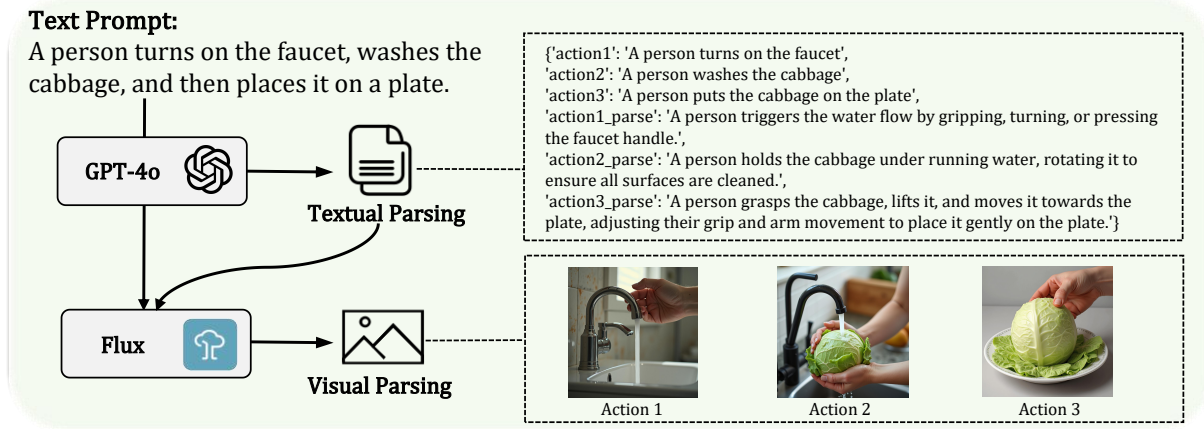 Text Prompt:
A person turns on the faucet, washes the
cabbage, and then places it on a plate.
GPT-4o
Textual Parsing
{'action1': 'A person turns on the faucet',
'action2': 'A person washes the cabbage',
'action3': 'A person puts the cabbage on the plate',
'action1_parse': 'A person triggers the water flow by gripping, turning, or pressing
the faucet handle.',
'action2_parse': 'A person holds the cabbage under running water, rotating it to
ensure all surfaces are cleaned.',
'action3_parse': 'A person grasps the cabbage, lifts it, and moves it towards the
plate, adjusting their grip and arm movement to place it gently on the plate.'}
Flux
Visual Parsing
Action 1
Action 2
Action 3